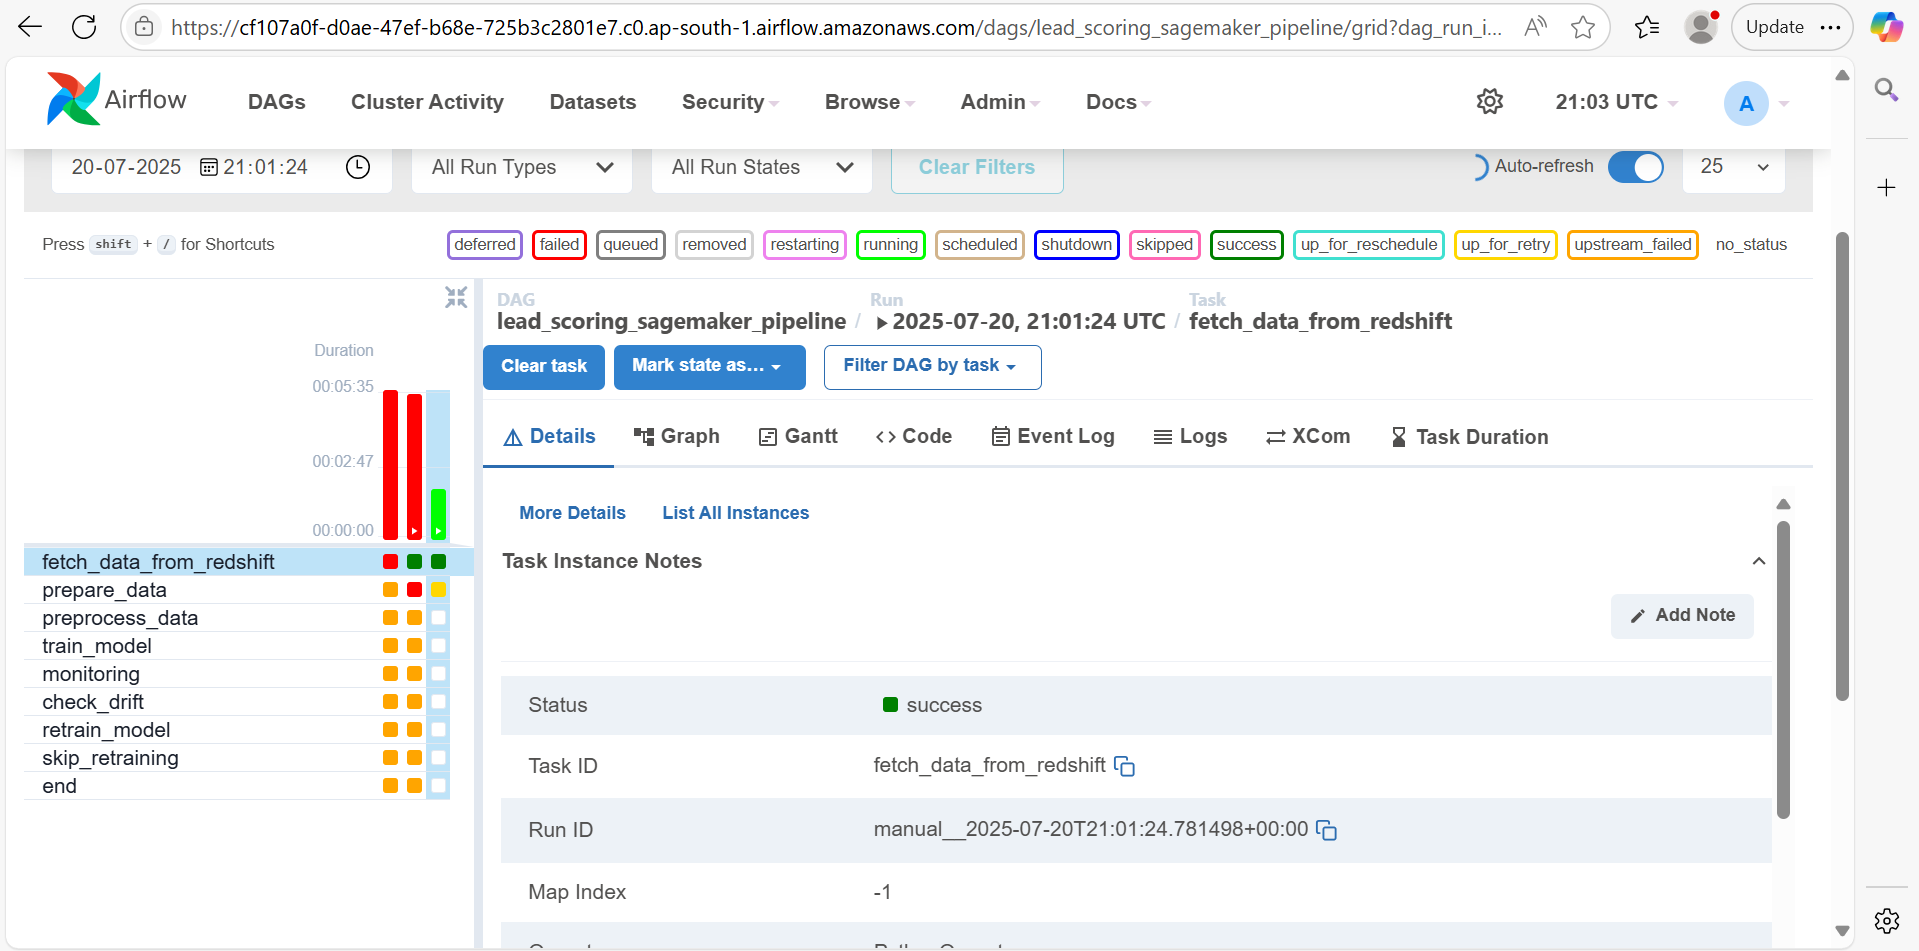 https://cf107a0f-d0ae-47ef-b68e-725b3c2801e7.c0.ap-south-1.airflow.amazonaws.com/dags/lead_scoring_sagemaker_pipeline/grid?dag_run_i...
Update
Airflow
DAGs Cluster Activity Datasets Security Browse Admin Docs 21:03 UTC A
20-07-2025 21:01:24 All Run Types All Run States Clear Filters Auto-refresh 25
Press shift + / for Shortcuts
deferred failed queued removed restarting running scheduled shutdown skipped success up_for_reschedule up_for_retry upstream_failed no_status
DAG Run Task
lead_scoring_sagemaker_pipeline / 2025-07-20, 21:01:24 UTC / fetch_data_from_redshift
Clear task Mark state as... Filter DAG by task
Details Graph Gantt Code Event Log Logs XCom Task Duration
Duration
00:05:35
00:02:47
00:00:00
fetch_data_from_redshift
prepare_data
preprocess_data
train_model
monitoring
check_drift
retrain_model
skip_retraining
end
More Details List All Instances
Task Instance Notes
Add Note
Status success
Task ID fetch_data_from_redshift
Run ID manual__2025-07-20T21:01:24.781498+00:00
Map Index -1